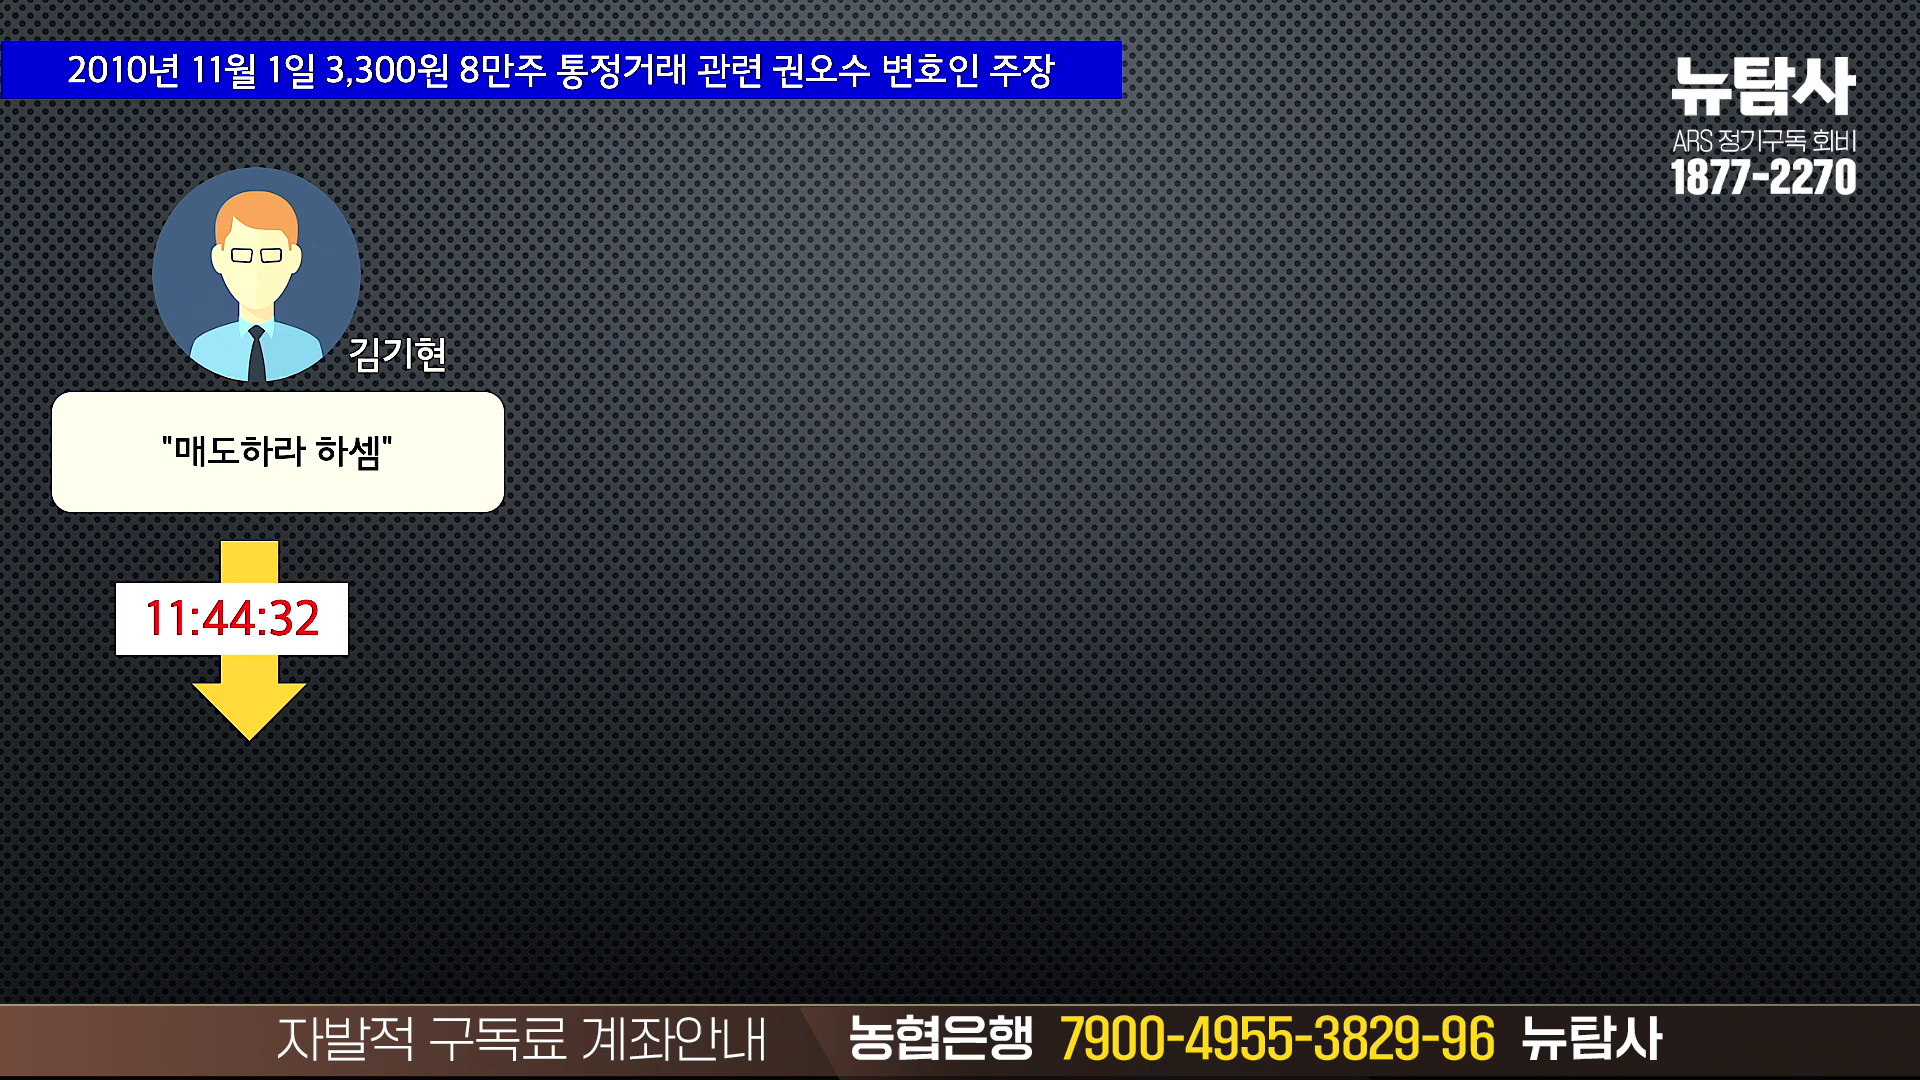 2010년 11월 1일 3,300원 8만주 통정거래 관련 권오수 변호인 주장
뉴탐사
ARS 정기구독 회비
1877-2270
김기현
"매도하라 하셈"
11:44:32
자발적 구독료 계좌안내 농협은행 7900-4955-3829-96 뉴탐사